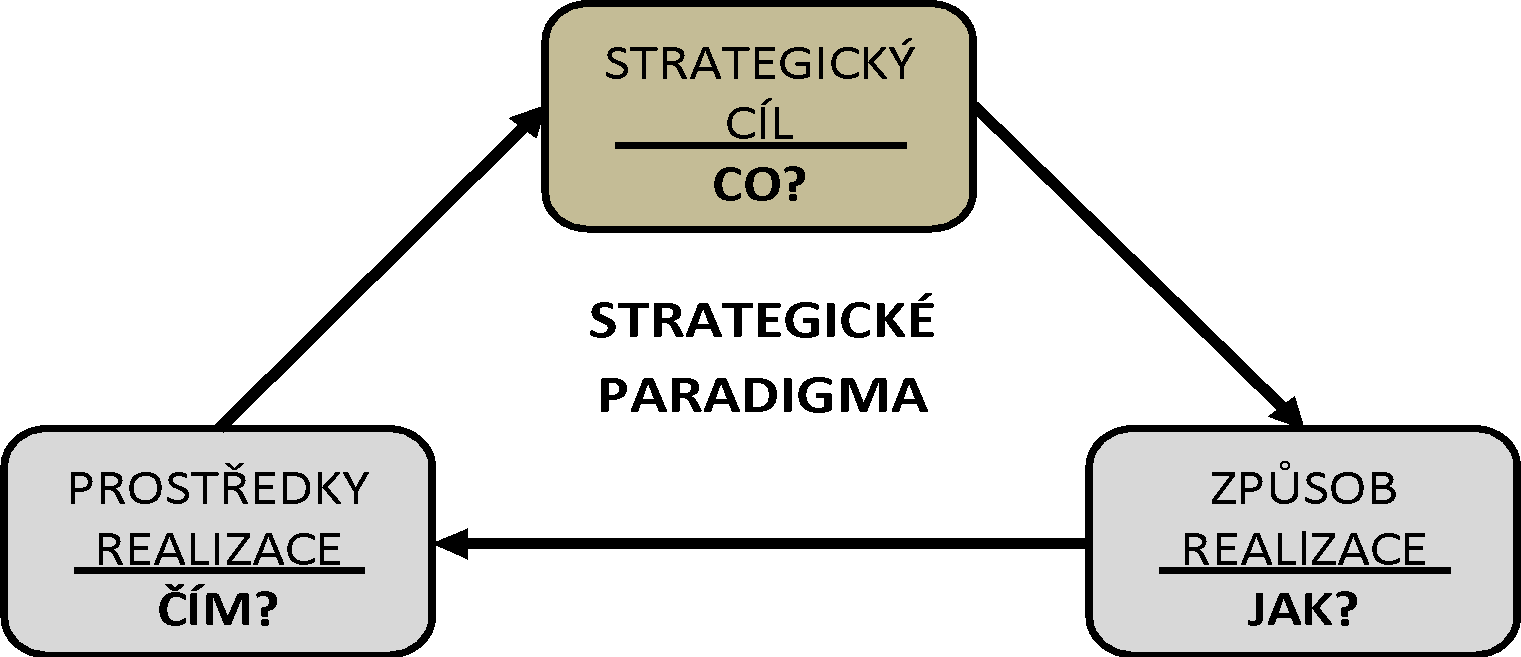 STRATEGICKÝ
CÍL
CO?
STRATEGICKÉ
PARADIGMA
PROSTŘEDKY
REALIZACE
ČÍM?
ZPŮSOB
REALIZACE
JAK?